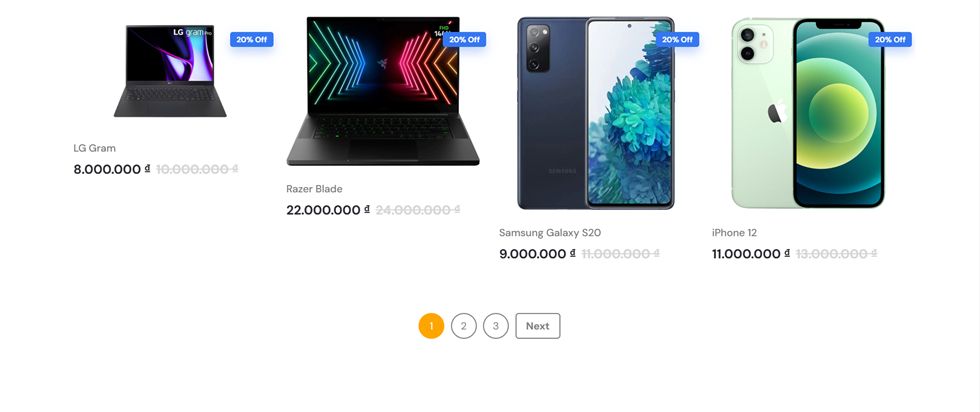 LG gram Pro
20% Off
LG Gram
8.000.000 ₫ 10.000.000 ₫
FHD
20% Off
Razer Blade
22.000.000 ₫ 24.000.000 ₫
SAMSUNG
20% Off
Samsung Galaxy S20
9.000.000 ₫ 11.000.000 ₫
20% Off
iPhone 12
11.000.000 ₫ 13.000.000 ₫
1 2 3 Next